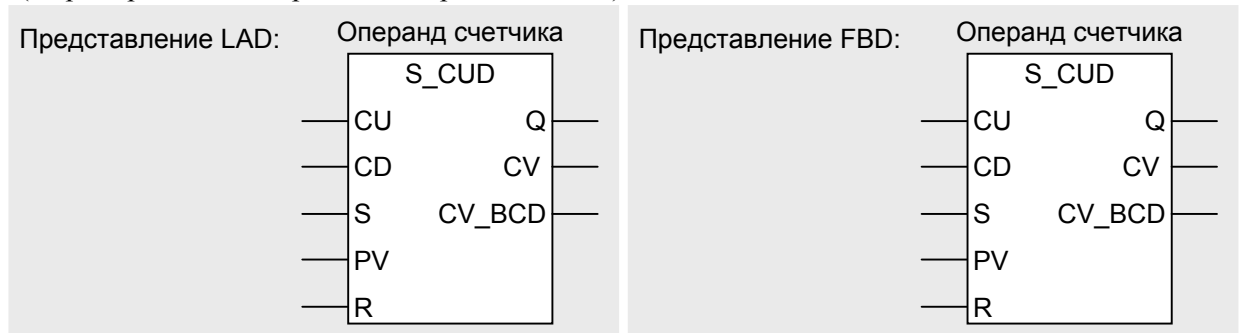 Представление LAD:
Операнд счетчика
S_CUD
CU Q
CD CV
S CV_BCD
PV
R
Представление FBD:
Операнд счетчика
S_CUD
CU Q
CD CV
S CV_BCD
PV
R